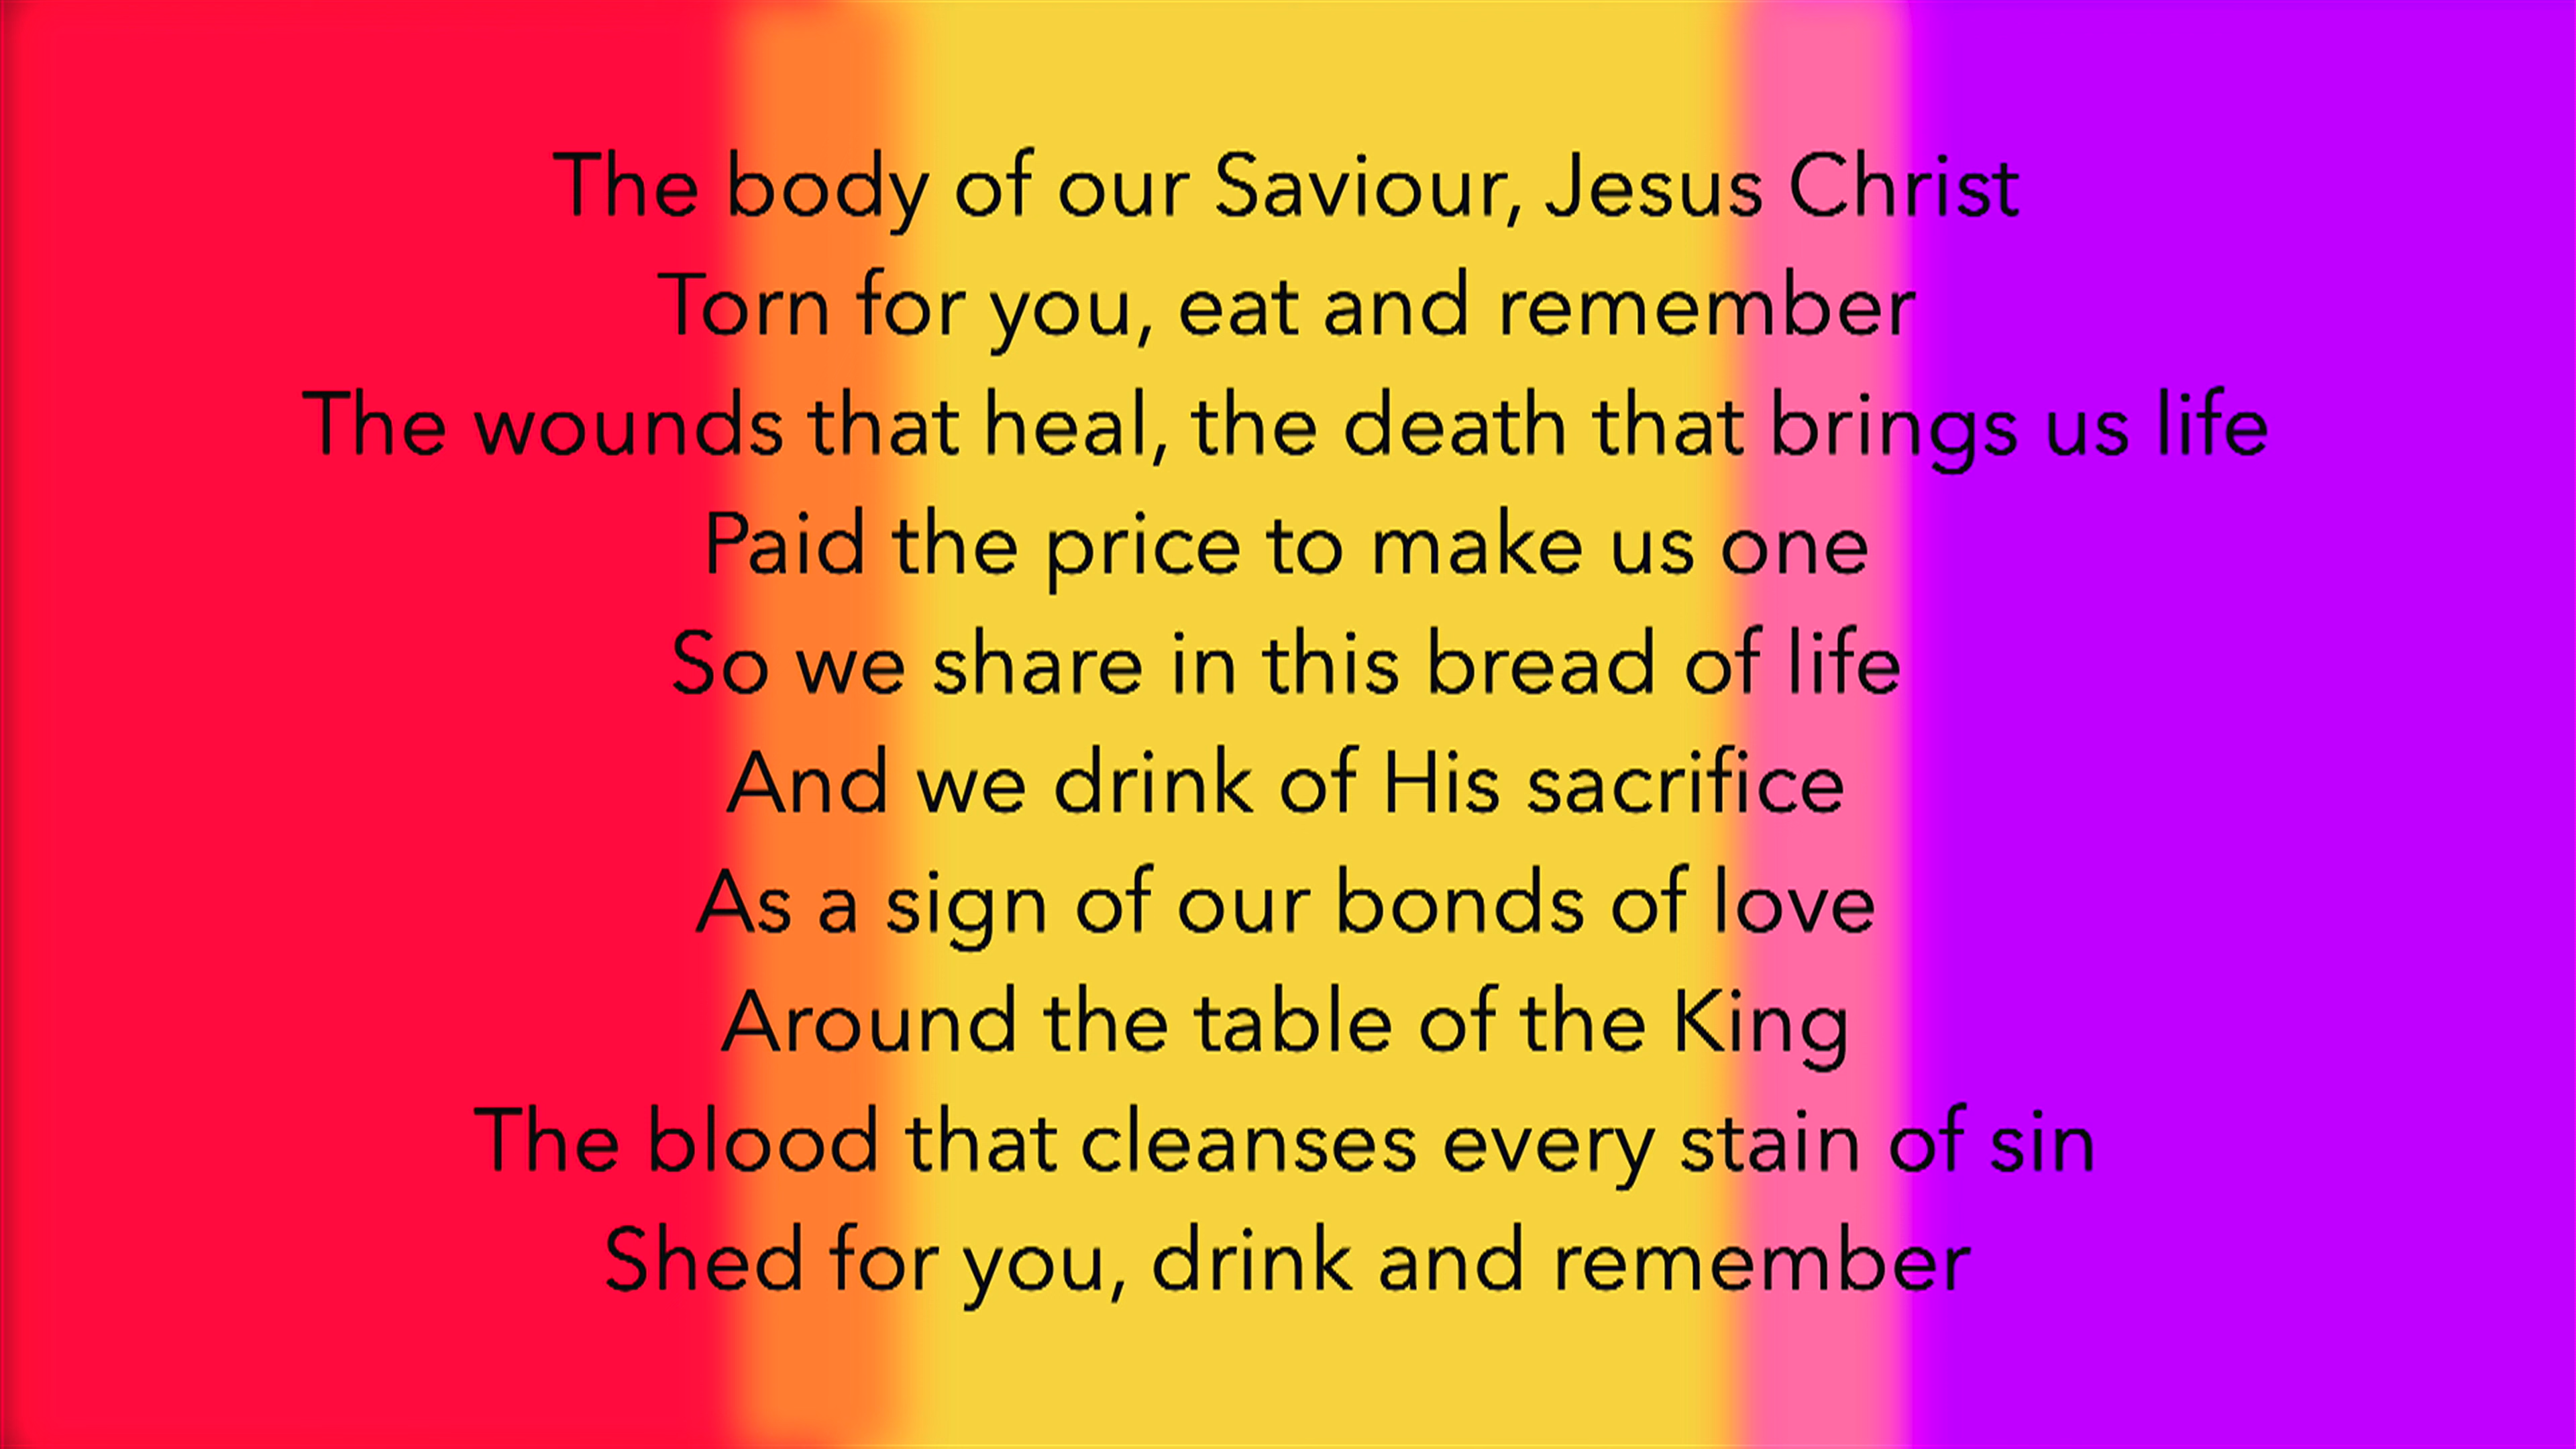 The body of our Saviour, Jesus Christ
Torn for you, eat and remember
The wounds that heal, the death that brings us life
Paid the price to make us one
So we share in this bread of life
And we drink of His sacrifice
As a sign of our bonds of love
Around the table of the King
The blood that cleanses every stain of sin
Shed for you, drink and remember